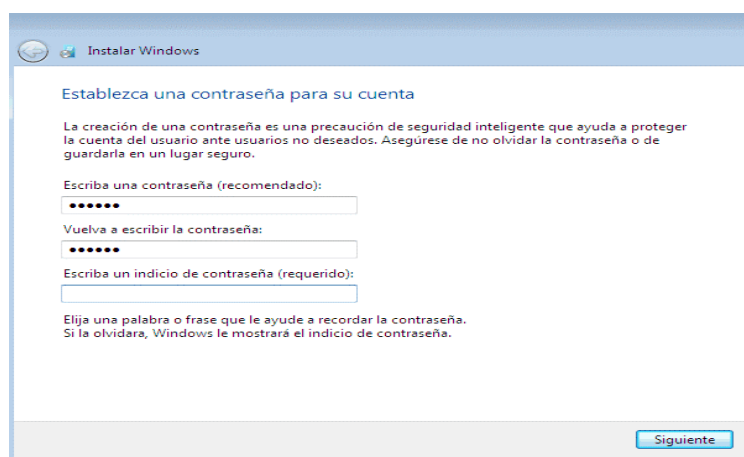 Instalar Windows
Establezca una contraseña para su cuenta
La creación de una contraseña es una precaución de seguridad inteligente que ayuda a proteger
la cuenta del usuario ante usuarios no deseados. Asegúrese de no olvidar la contraseña o de
guardarla en un lugar seguro.
Escriba una contraseña (recomendado):
●●●●●●
Vuelva a escribir la contraseña:
●●●●●●
Escriba un indicio de contraseña (requerido):
Elija una palabra o frase que le ayude a recordar la contraseña.
Si la olvidara, Windows le mostrará el indicio de contraseña.
Siguiente